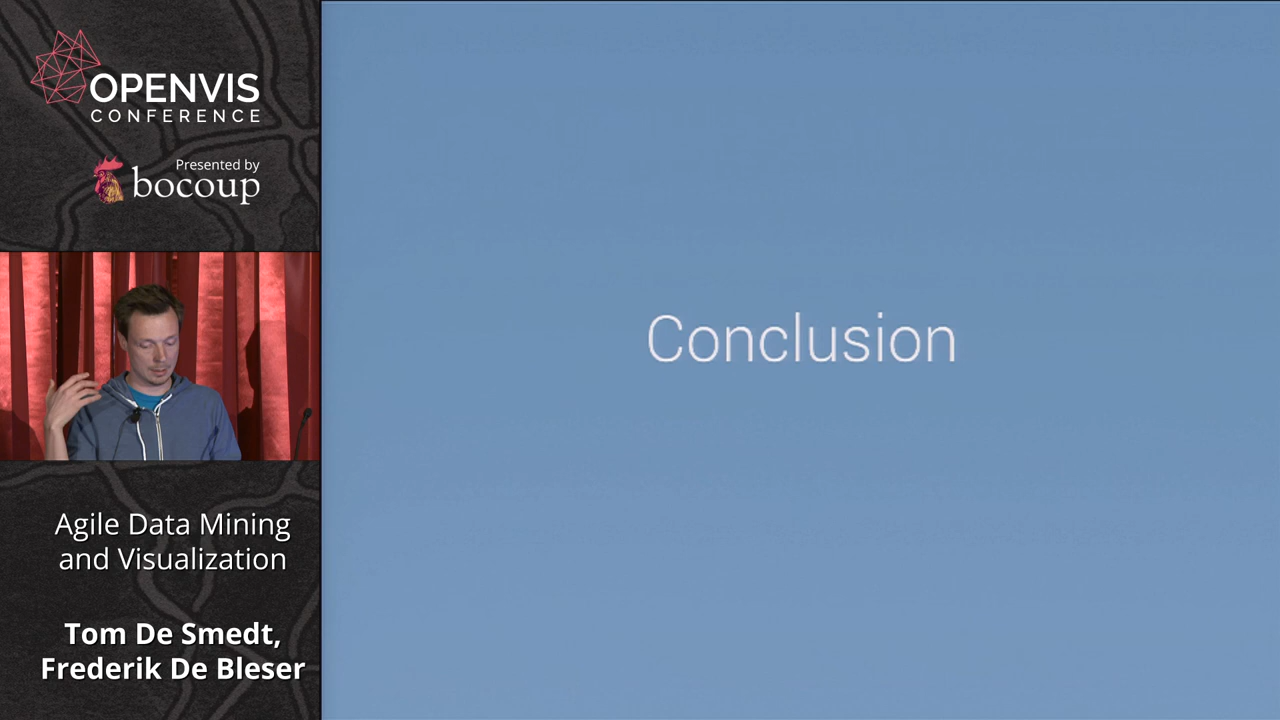 OPENVIS
CONFERENCE
Presented by
bocoup
Conclusion
Agile Data Mining
and Visualization
Tom De Smedt,
Frederik De Bleser